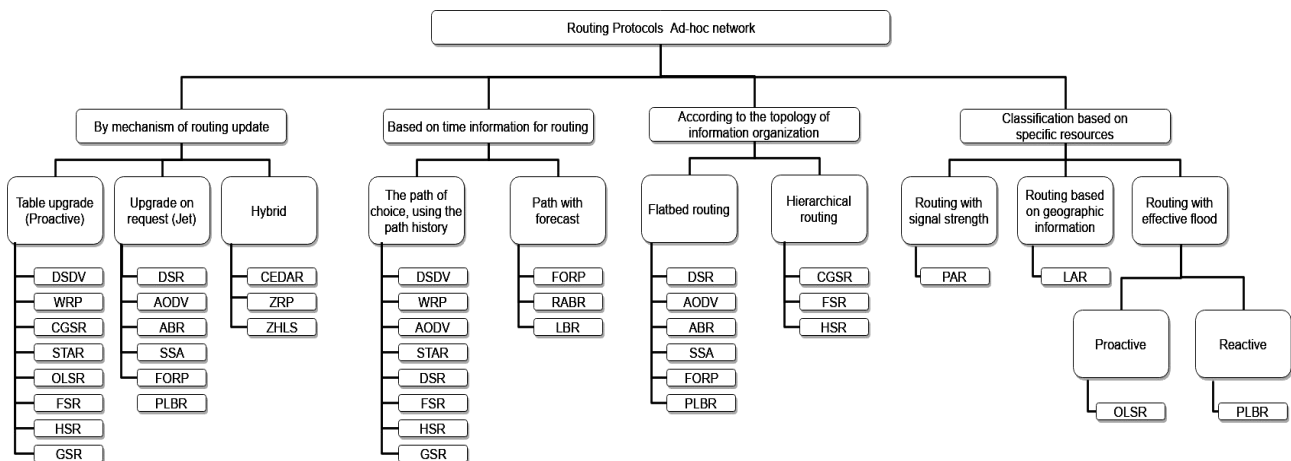 Routing Protocols Ad-hoc network
By mechanism of routing update
Based on time information for routing
According to the topology of
information organization
Classification based on
specific resources
Table upgrade
(Proactive)
Upgrade on
request (Jet)
Hybrid
The path of
choice, using the
path history
Path with
forecast
Flatbed routing
Hierarchical
routing
Routing with
signal strength
Routing based
on geographic
information
Routing with
effective flood
DSDV
WRP
CGSR
STAR
OLSR
FSR
HSR
GSR
DSR
AODV
ABR
SSA
FORP
PLBR
CEDAR
ZRP
ZHLS
DSDV
WRP
AODV
STAR
DSR
FSR
HSR
GSR
FORP
RABR
LBR
DSR
AODV
ABR
SSA
FORP
PLBR
CGSR
FSR
HSR
PAR
LAR
Proactive
Reactive
OLSR
PLBR